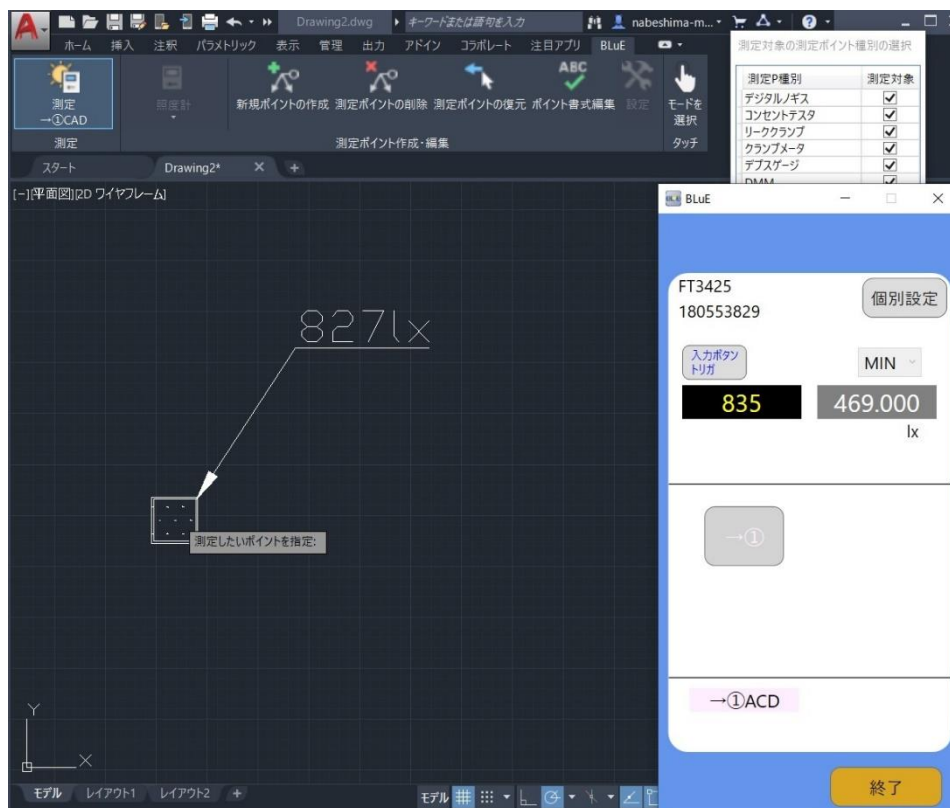 A
Drawing2.dwg
キーワードまたは語句を入力
nabeshima-m...
ホーム 挿入 注釈 パラメトリック 表示 管理 出力 アドイン コラボレート 注目アプリ BLuE
測定
→①CAD
照度計
新規ポイントの作成
測定ポイントの削除
測定ポイントの復元
ABC
ポイント書式編集
設定
モードを
選択
測定
測定ポイント作成・編集
タッチ
スタート
Drawing2*
[−][平面図][2D ワイヤフレーム]
測定対象の測定ポイント種別の選択
測定P種別 測定対象
デジタルノギス
コンセントテスタ
リーククランプ
クランプメータ
デプスゲージ
DMM
827lx
測定したいポイントを指定:
Y
X
BLuE
FT3425
180553829
個別設定
入力ボタン
トリガ
MIN
835
469.000
lx
→①
→①ACD
終了
モデル レイアウト1 レイアウト2 +
モデル